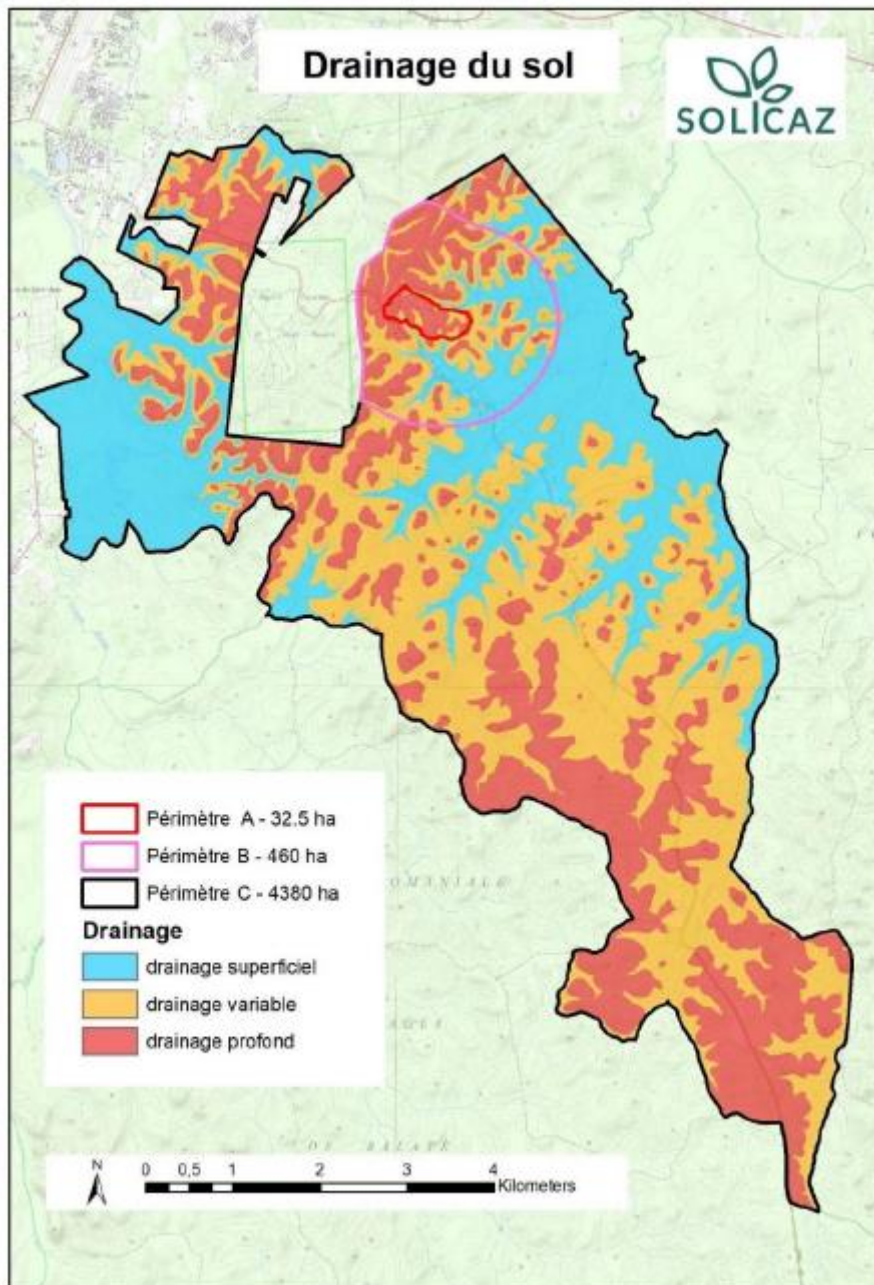 Drainage du sol
SOLICAZ
Périmètre A - 32.5 ha
Périmètre B - 460 ha
Périmètre C - 4380 ha
Drainage
drainage superficiel
drainage variable
drainage profond
OMANIALE
N
0 0,5 1 2 3 4
Kilometers